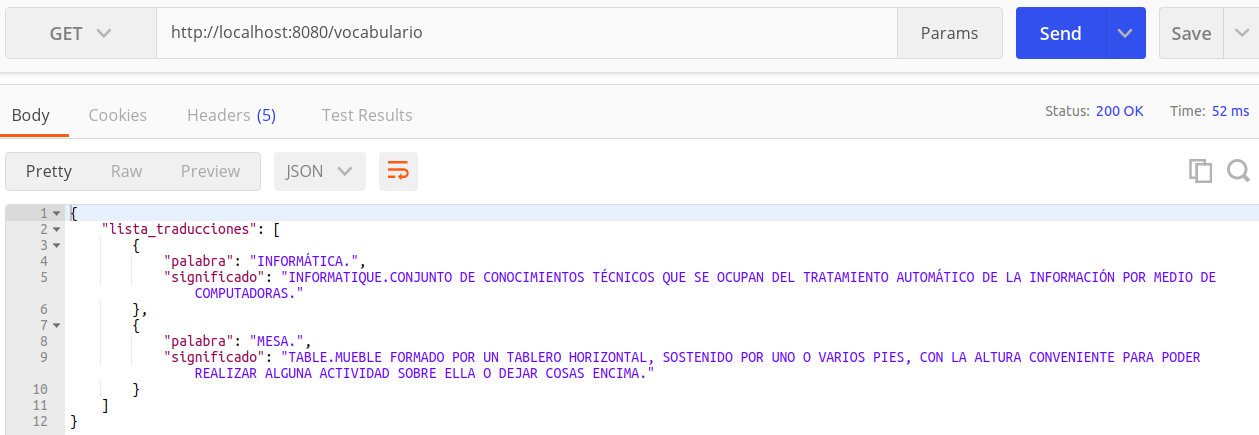 GET http://localhost:8080/vocabulario Params Send Save
Body Cookies Headers (5) Test Results Status: 200 OK Time: 52 ms
Pretty Raw Preview JSON
1 {
2 "lista_traducciones": [
3 {
4 "palabra": "INFORMÁTICA.",
5 "significado": "INFORMATIQUE.CONJUNTO DE CONOCIMIENTOS TÉCNICOS QUE SE OCUPAN DEL TRATAMIENTO AUTOMÁTICO DE LA INFORMACIÓN POR MEDIO DE
COMPUTADORAS."
6 },
7 {
8 "palabra": "MESA.",
9 "significado": "TABLE.MUEBLE FORMADO POR UN TABLERO HORIZONTAL, SOSTENIDO POR UNO O VARIOS PIES, CON LA ALTURA CONVENIENTE PARA PODER
REALIZAR ALGUNA ACTIVIDAD SOBRE ELLA O DEJAR COSAS ENCIMA."
10 }
11 ]
12 }